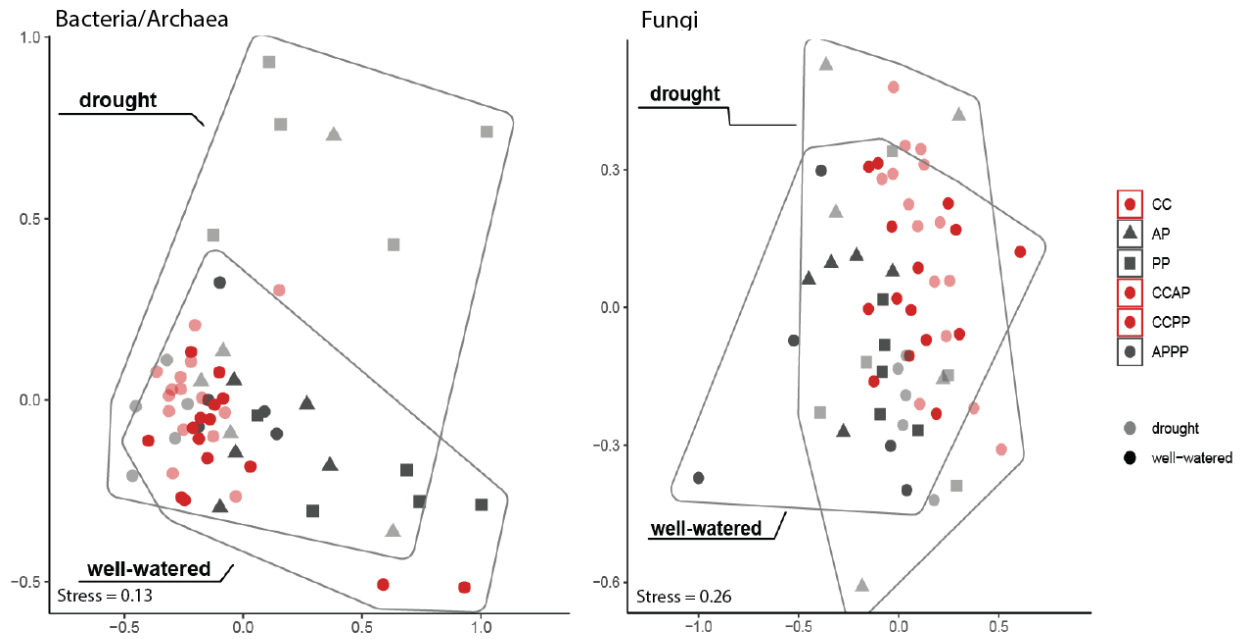 Bacteria/Archaea
1.0
0.5
0.0
−0.5
drought
well-watered
Stress = 0.13
−0.5
0.0
0.5
1.0
Fungi
0.3
0.0
−0.3
−0.6
drought
well-watered
Stress = 0.26
−1.0
−0.5
0.0
0.5
CC
AP
PP
CCAP
CCPP
APPP
drought
well−watered